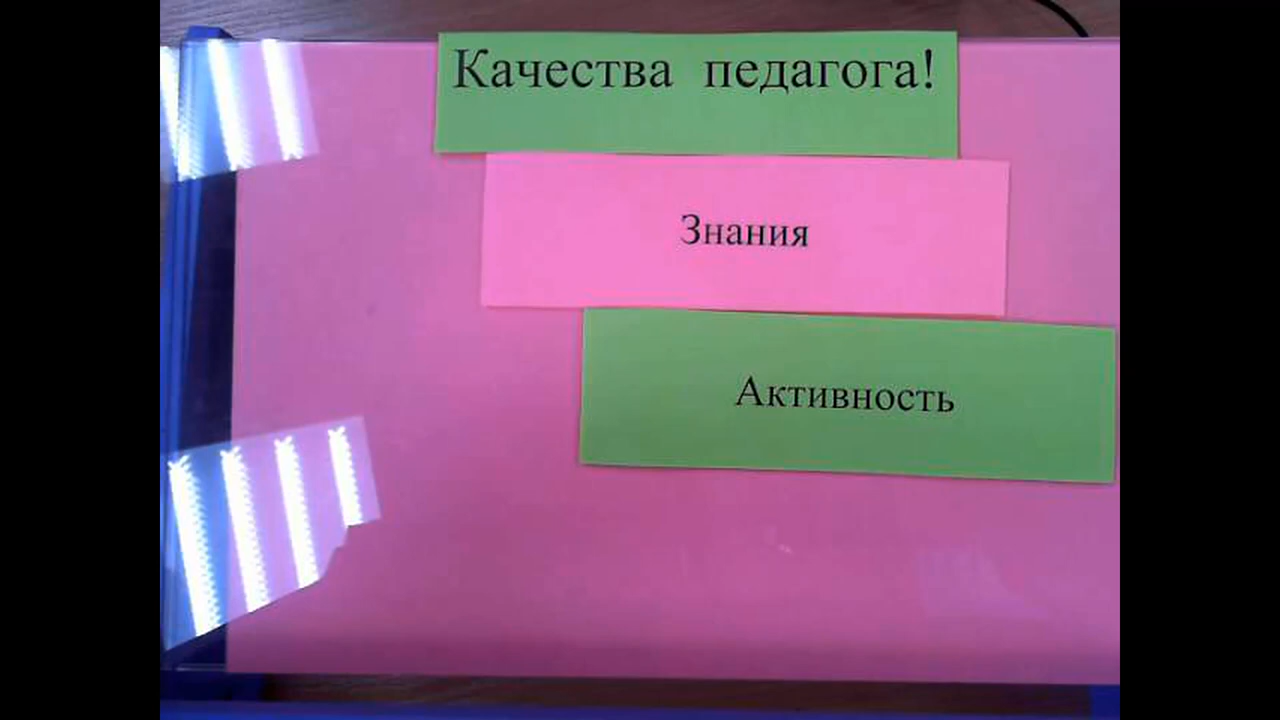 Качества педагога!
Знания
Активность